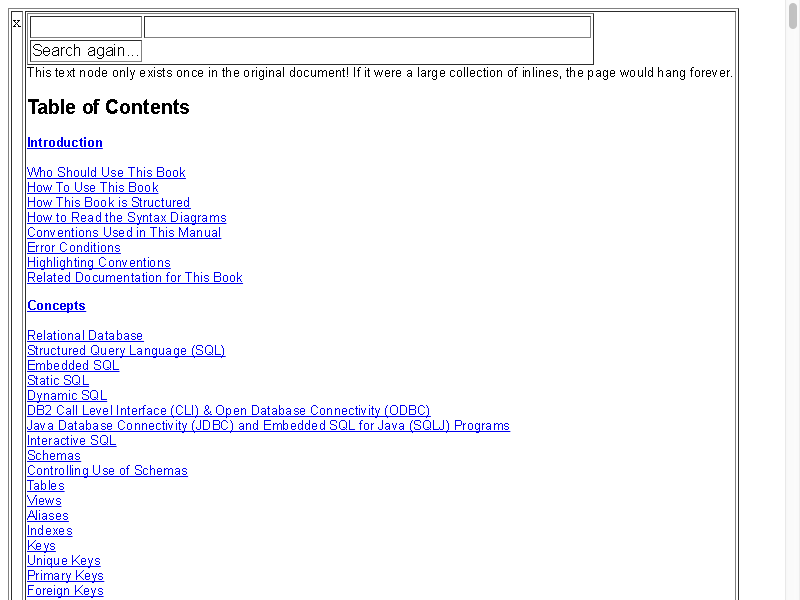 x
Search again...
This text node only exists once in the original document! If it were a large collection of inlines, the page would hang forever.
Table of Contents
Introduction
Who Should Use This Book
How To Use This Book
How This Book is Structured
How to Read the Syntax Diagrams
Conventions Used in This Manual
Error Conditions
Highlighting Conventions
Related Documentation for This Book
Concepts
Relational Database
Structured Query Language (SQL)
Embedded SQL
Static SQL
Dynamic SQL
DB2 Call Level Interface (CLI) & Open Database Connectivity (ODBC)
Java Database Connectivity (JDBC) and Embedded SQL for Java (SQLJ) Programs
Interactive SQL
Schemas
Controlling Use of Schemas
Tables
Views
Aliases
Indexes
Keys
Unique Keys
Primary Keys
Foreign Keys